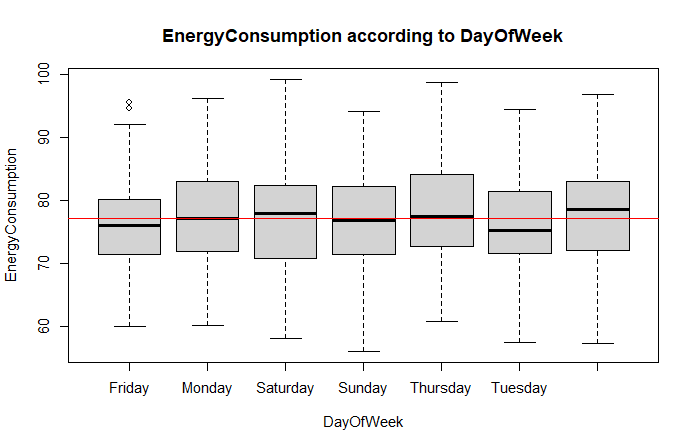 EnergyConsumption according to DayOfWeek
100
90
80
70
60
EnergyConsumption
Friday Monday Saturday Sunday Thursday Tuesday
DayOfWeek